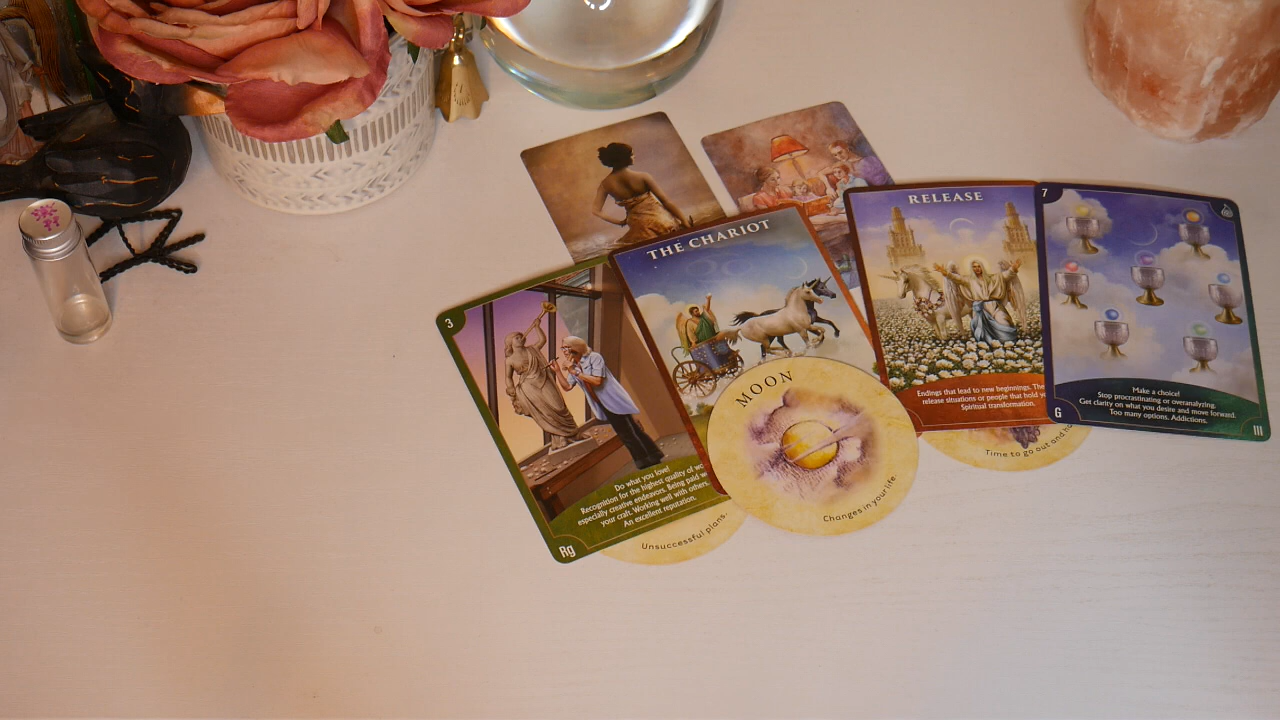 3
Do what you love!
Recognition for the highest quality of
especially creative endeavors. Being paid
your craft. Working well with others.
An excellent reputation.
Rg
THE CHARIOT
MOON
Changes in your life
Unsuccessful plans.
RELEASE
Endings that lead to new beginnings.
release situations or people that hold
Spiritual transformation.
Time to go out and
7
Make a choice!
Stop procrastinating or overanalyzing.
Get clarity on what you desire and move forward.
Too many options. Addictions.
G
III